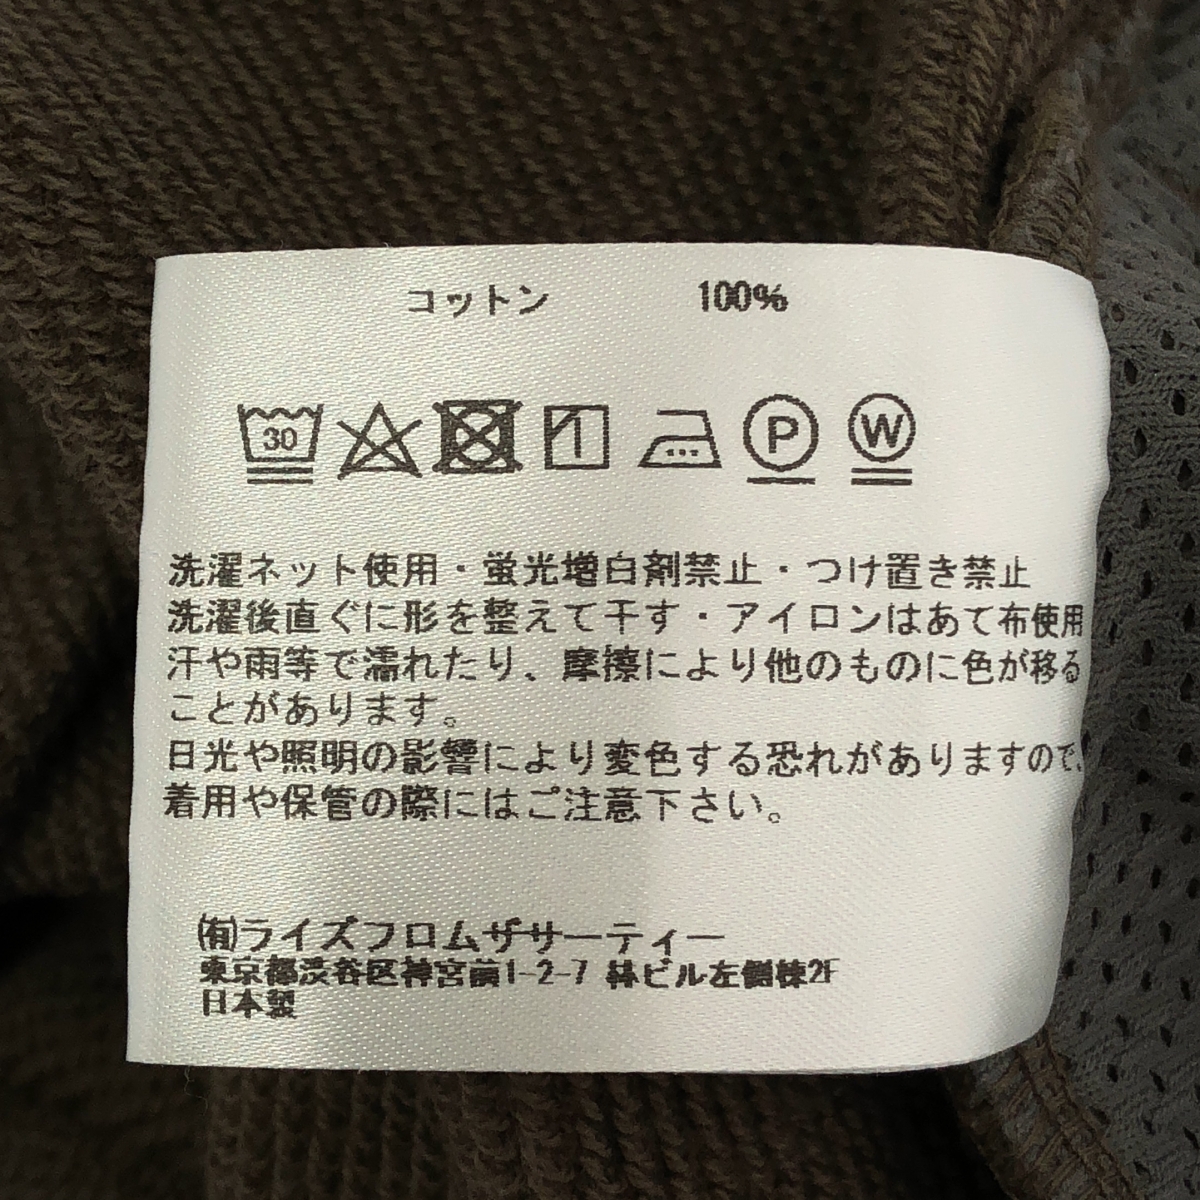 コットン 100%
30 P W
洗濯ネット使用・蛍光増白剤禁止・つけ置き禁止
洗濯後直ぐに形を整えて干す・アイロンはあて布使用
汗や雨等で濡れたり、摩擦により他のものに色が移る
ことがあります。
日光や照明の影響により変色する恐れがありますので、
着用や保管の際にはご注意下さい。
㈲ライズフロムザサーティー
東京都渋谷区神宮前1-2-7 林ビル左側棟2F
日本製